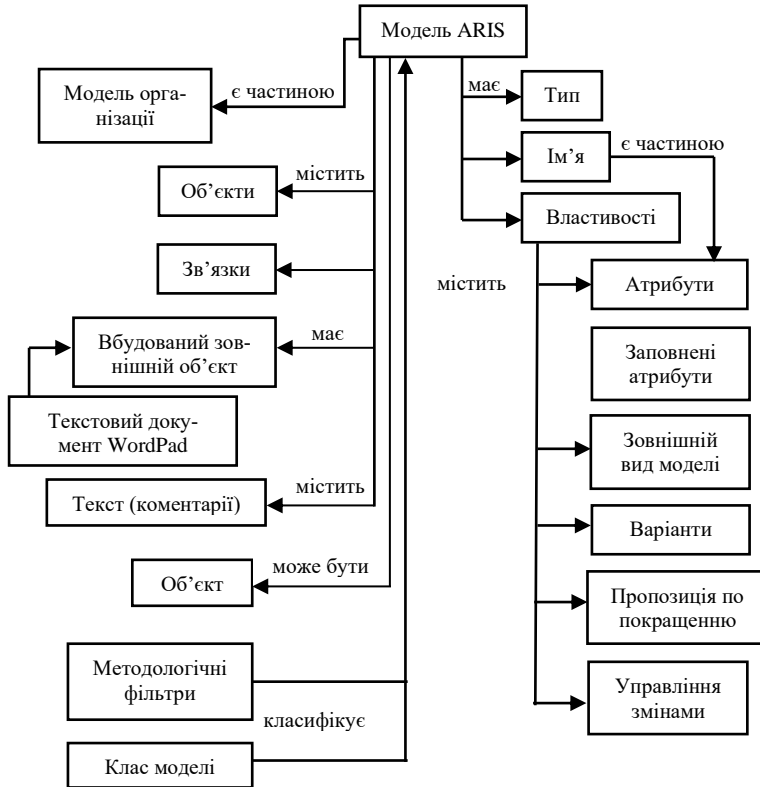 Модель ARIS
Модель орга-
нізації
є частиною
має
Тип
Ім’я
є частиною
містить
Об’єкти
Властивості
Зв’язки
містить
Атрибути
Вбудований зов-
нішній об’єкт
має
Заповнені
атрибути
Текстовий доку-
мент WordPad
Зовнішній
вид моделі
Текст (коментарії)
містить
Варіанти
Об’єкт
може бути
Пропозиція по
покращенню
Методологічні
фільтри
класифікує
Управління
змінами
Клас моделі